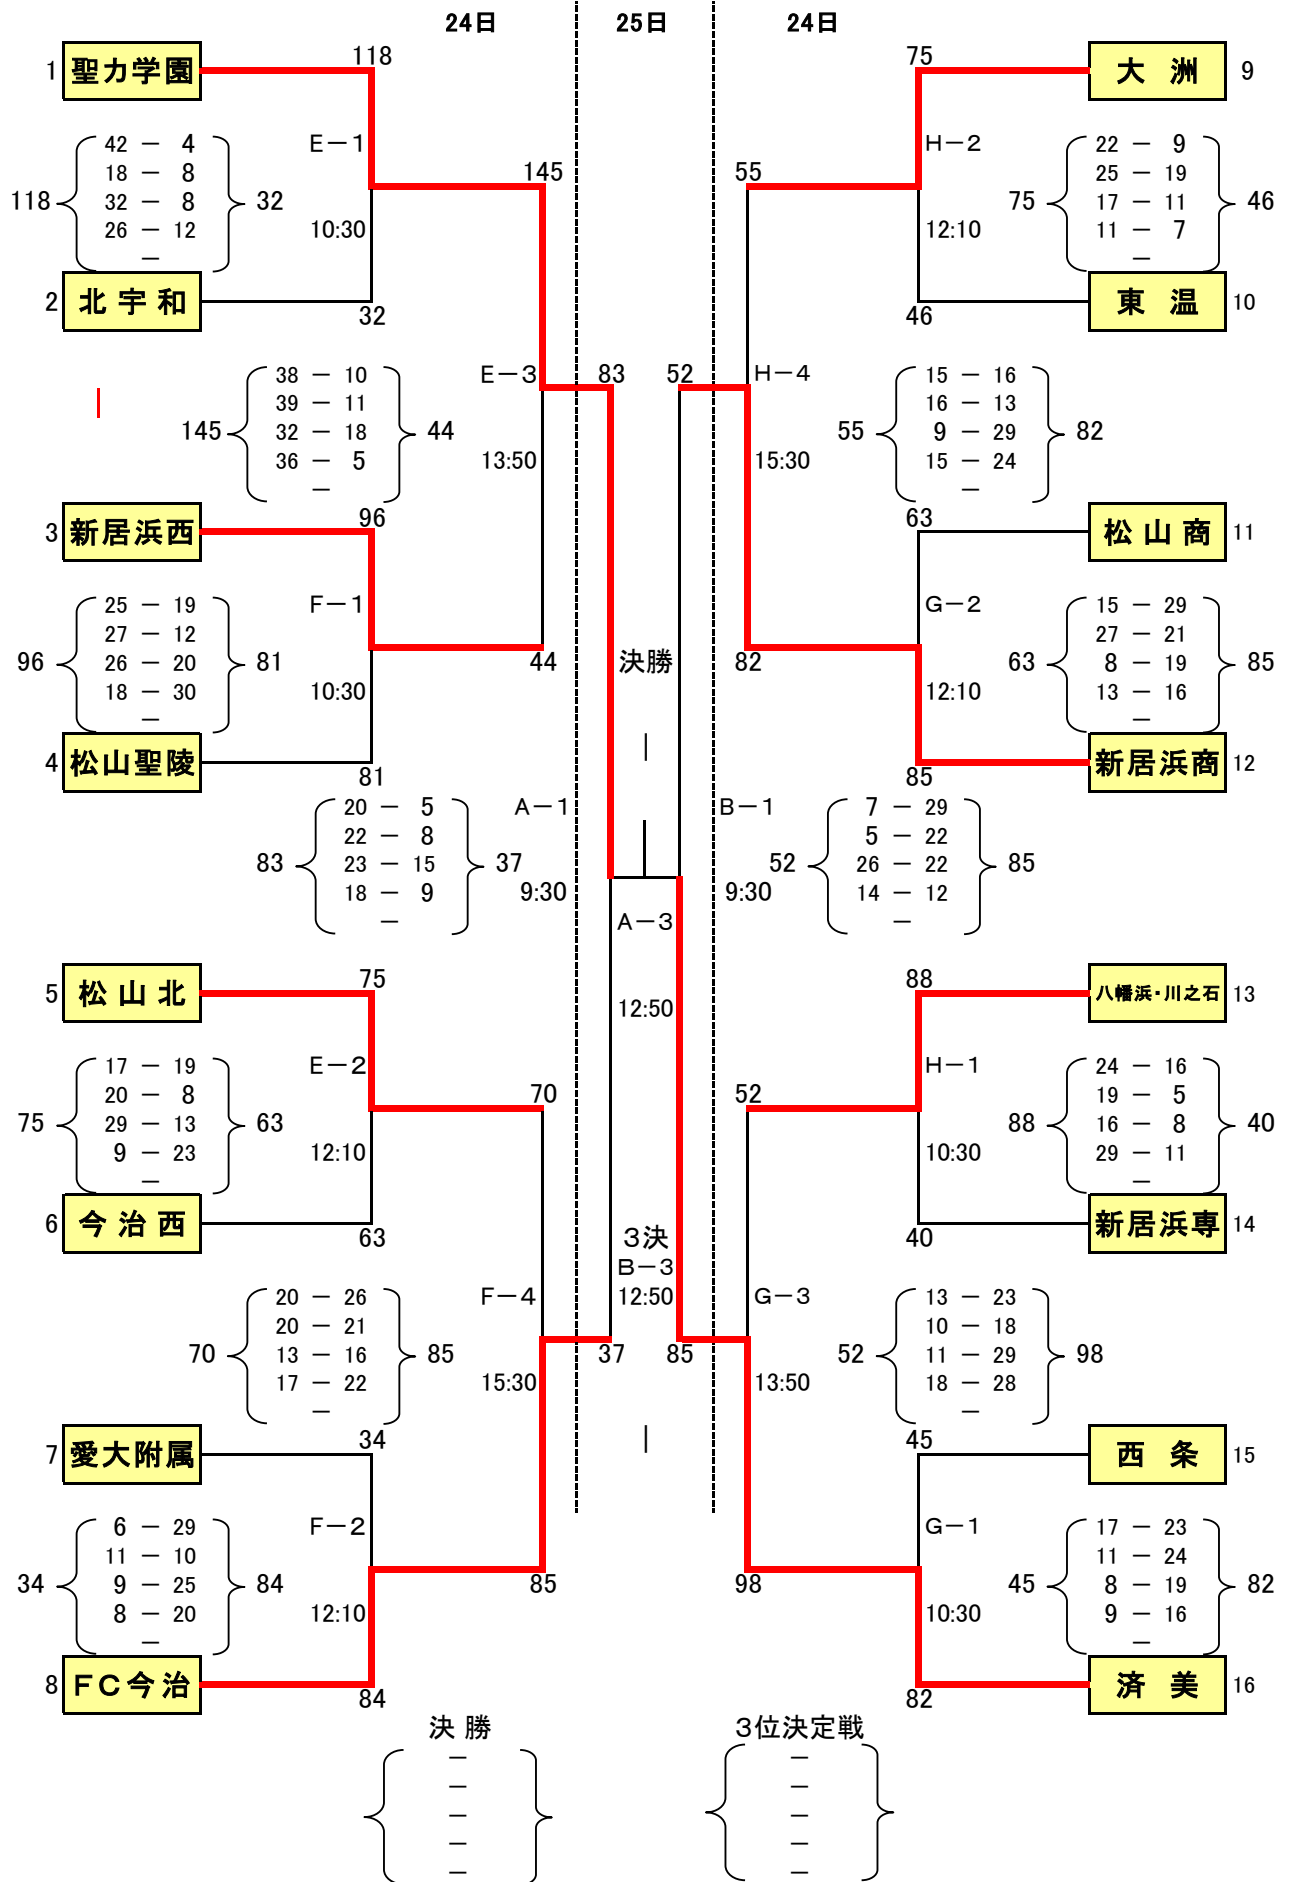 24日 25日 24日
118 75
1 聖力学園 大 洲 9
42 － 4 E－1 H－2 22 － 9
18 － 8 145 55 25 － 19
118 32 － 8 32 75 17 － 11 46
26 － 12 10:30 12:10 11 － 7
－ －
2 北宇和 東 温 10
32 46
38 － 10 E－3 83 52 H－4 15 － 16
39 － 11 16 － 13
145 32 － 18 44 55 9 － 29 82
36 － 5 13:50 15:30 15 － 24
－ －
96 63
3 新居浜西 松山商 11
25 － 19 F－1 G－2 15 － 29
27 － 12 27 － 21
96 26 － 20 81 44 決勝 82 63 8 － 19 85
18 － 30 10:30 12:10 13 － 16
－ －
4 松山聖陵 新居浜商 12
81 85
20 － 5 A－1 B－1 7 － 29
22 － 8 5 － 22
83 23 － 15 37 52 26 － 22 85
18 － 9 9:30 9:30 14 － 12
－ A－3 －
75 88
5 松山北 12:50 八幡浜・川之石 13
17 － 19 E－2 H－1 24 － 16
20 － 8 70 52 19 － 5
75 29 － 13 63 88 16 － 8 40
9 － 23 12:10 10:30 29 － 11
－ －
6 今治西 新居浜専 14
63 3決 40
B－3
20 － 26 F－4 12:50 G－3 13 － 23
20 － 21 10 － 18
70 13 － 16 85 37 85 52 11 － 29 98
17 － 22 15:30 13:50 18 － 28
－ －
34 45
7 愛大附属 西 条 15
6 － 29 F－2 G－1 17 － 23
11 － 10 11 － 24
34 9 － 25 84 85 98 45 8 － 19 82
8 － 20 12:10 10:30 9 － 16
－ －
8 ＦＣ今治 済 美 16
84 82
決 勝 3位決定戦
－ －
－ －
－ －
－ －
－ －